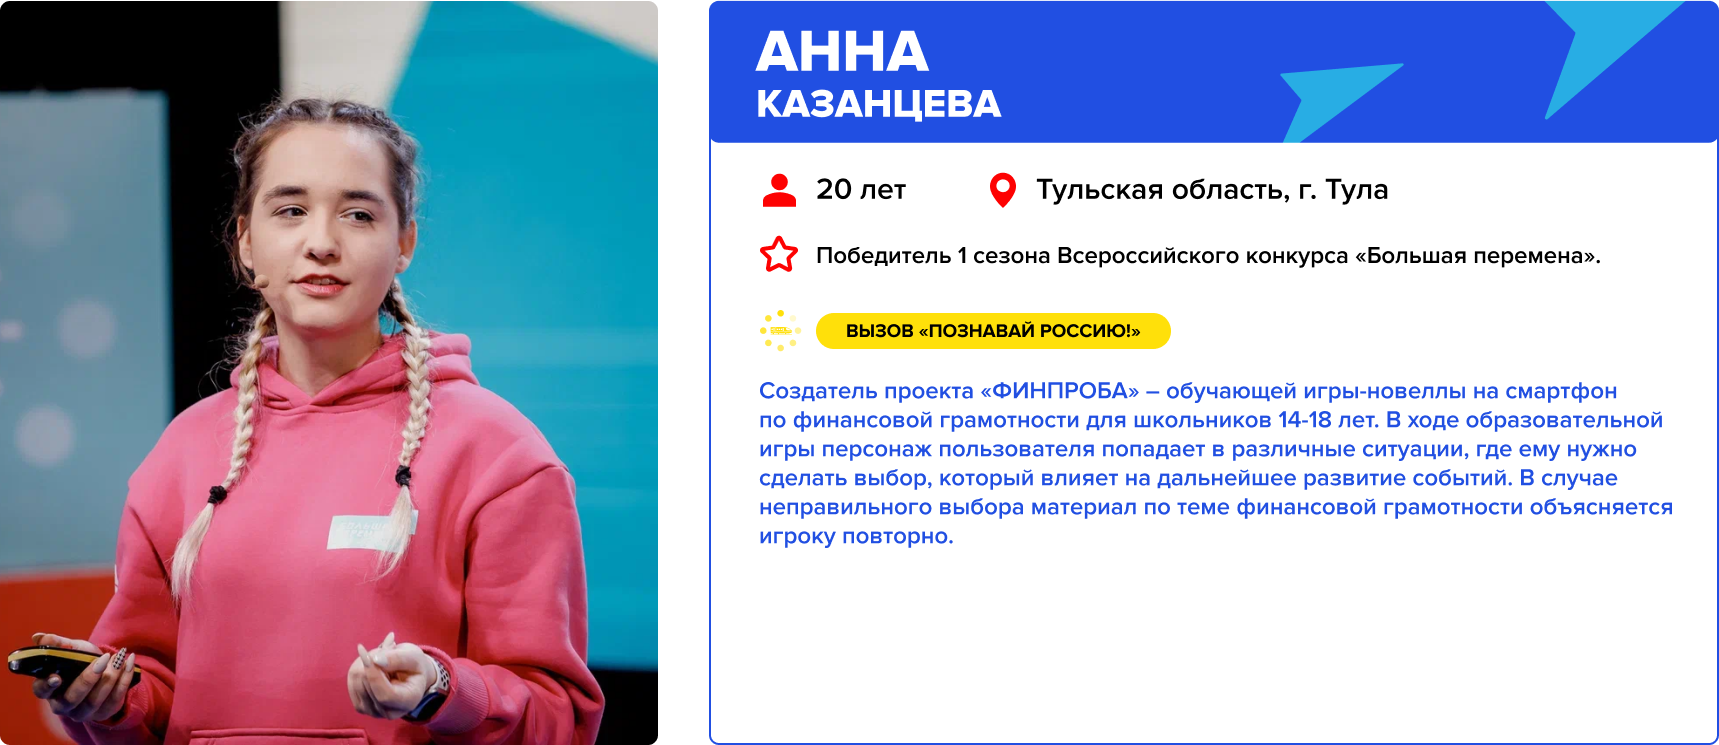 АННА
КАЗАНЦЕВА
20 лет
Тульская область, г. Тула
Победитель 1 сезона Всероссийского конкурса «Большая перемена».
ВЫЗОВ «ПОЗНАВАЙ РОССИЮ!»
Создатель проекта «ФИНПРОБА» – обучающей игры-новеллы на смартфон
по финансовой грамотности для школьников 14-18 лет. В ходе образовательной
игры персонаж пользователя попадает в различные ситуации, где ему нужно
сделать выбор, который влияет на дальнейшее развитие событий. В случае
неправильного выбора материал по теме финансовой грамотности объясняется
игроку повторно.